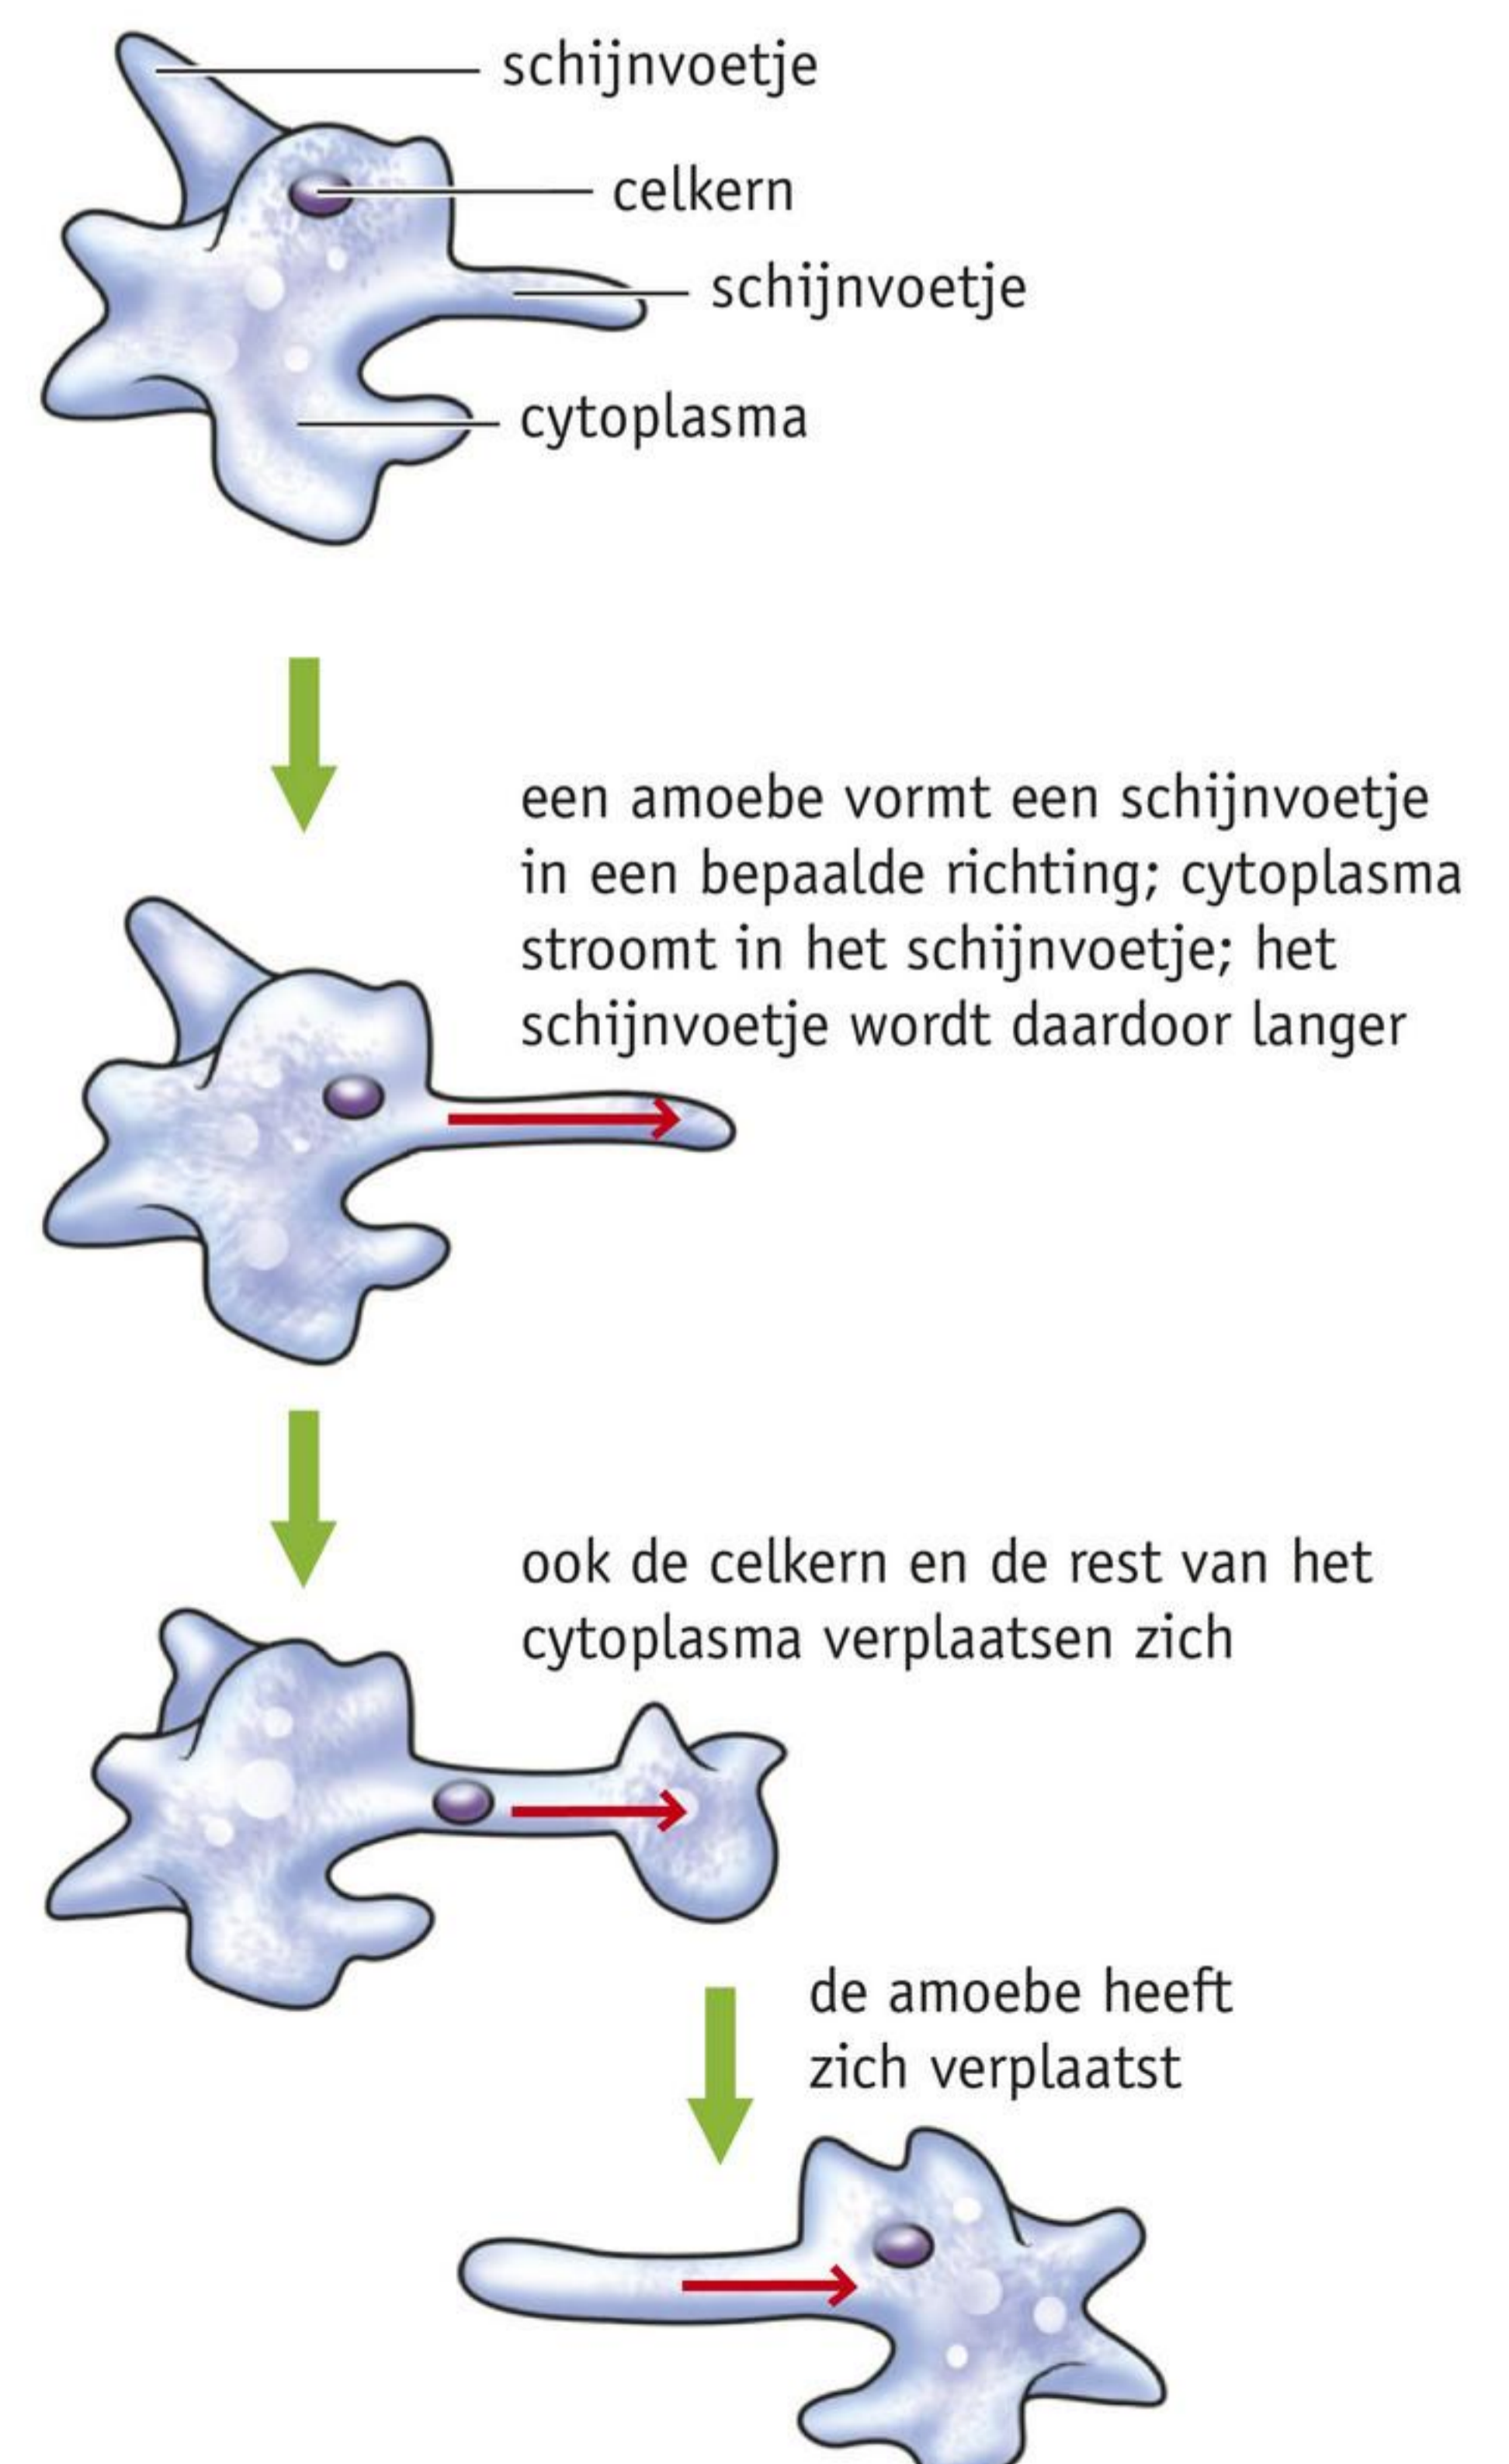 schijnvoetje
celkern
schijnvoetje
cytoplasma
een amoebe vormt een schijnvoetje
in een bepaalde richting; cytoplasma
stroomt in het schijnvoetje; het
schijnvoetje wordt daardoor langer
ook de celkern en de rest van het
cytoplasma verplaatsen zich
de amoebe heeft
zich verplaatst